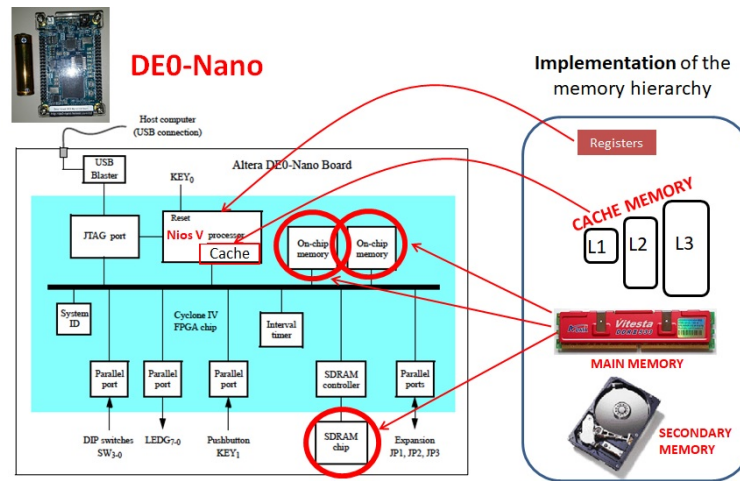 DE0-Nano
Implementation of the
memory hierarchy
Host computer
(USB connection)
Registers
USB
Blaster
Altera DE0-Nano Board
KEY0
Reset
Nios V processor
Cache
JTAG port
On-chip
memory
On-chip
memory
CACHE MEMORY
L1
L2
L3
System
ID
Cyclone IV
FPGA chip
Interval
timer
Vitesta
MAIN MEMORY
Parallel
port
Parallel
port
Parallel
port
SDRAM
controller
Parallel
ports
DIP switches
SW3-0
LEDG7-0
Pushbutton
KEY1
SDRAM
chip
Expansion
JP1, JP2, JP3
SECONDARY
MEMORY